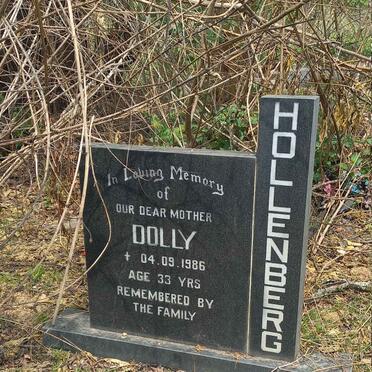 In Loving Memory
of
OUR DEAR MOTHER
DOLLY
✝ 04.09.1986
AGE 33 YRS
REMEMBERED BY
THE FAMILY
HOLLENBERG